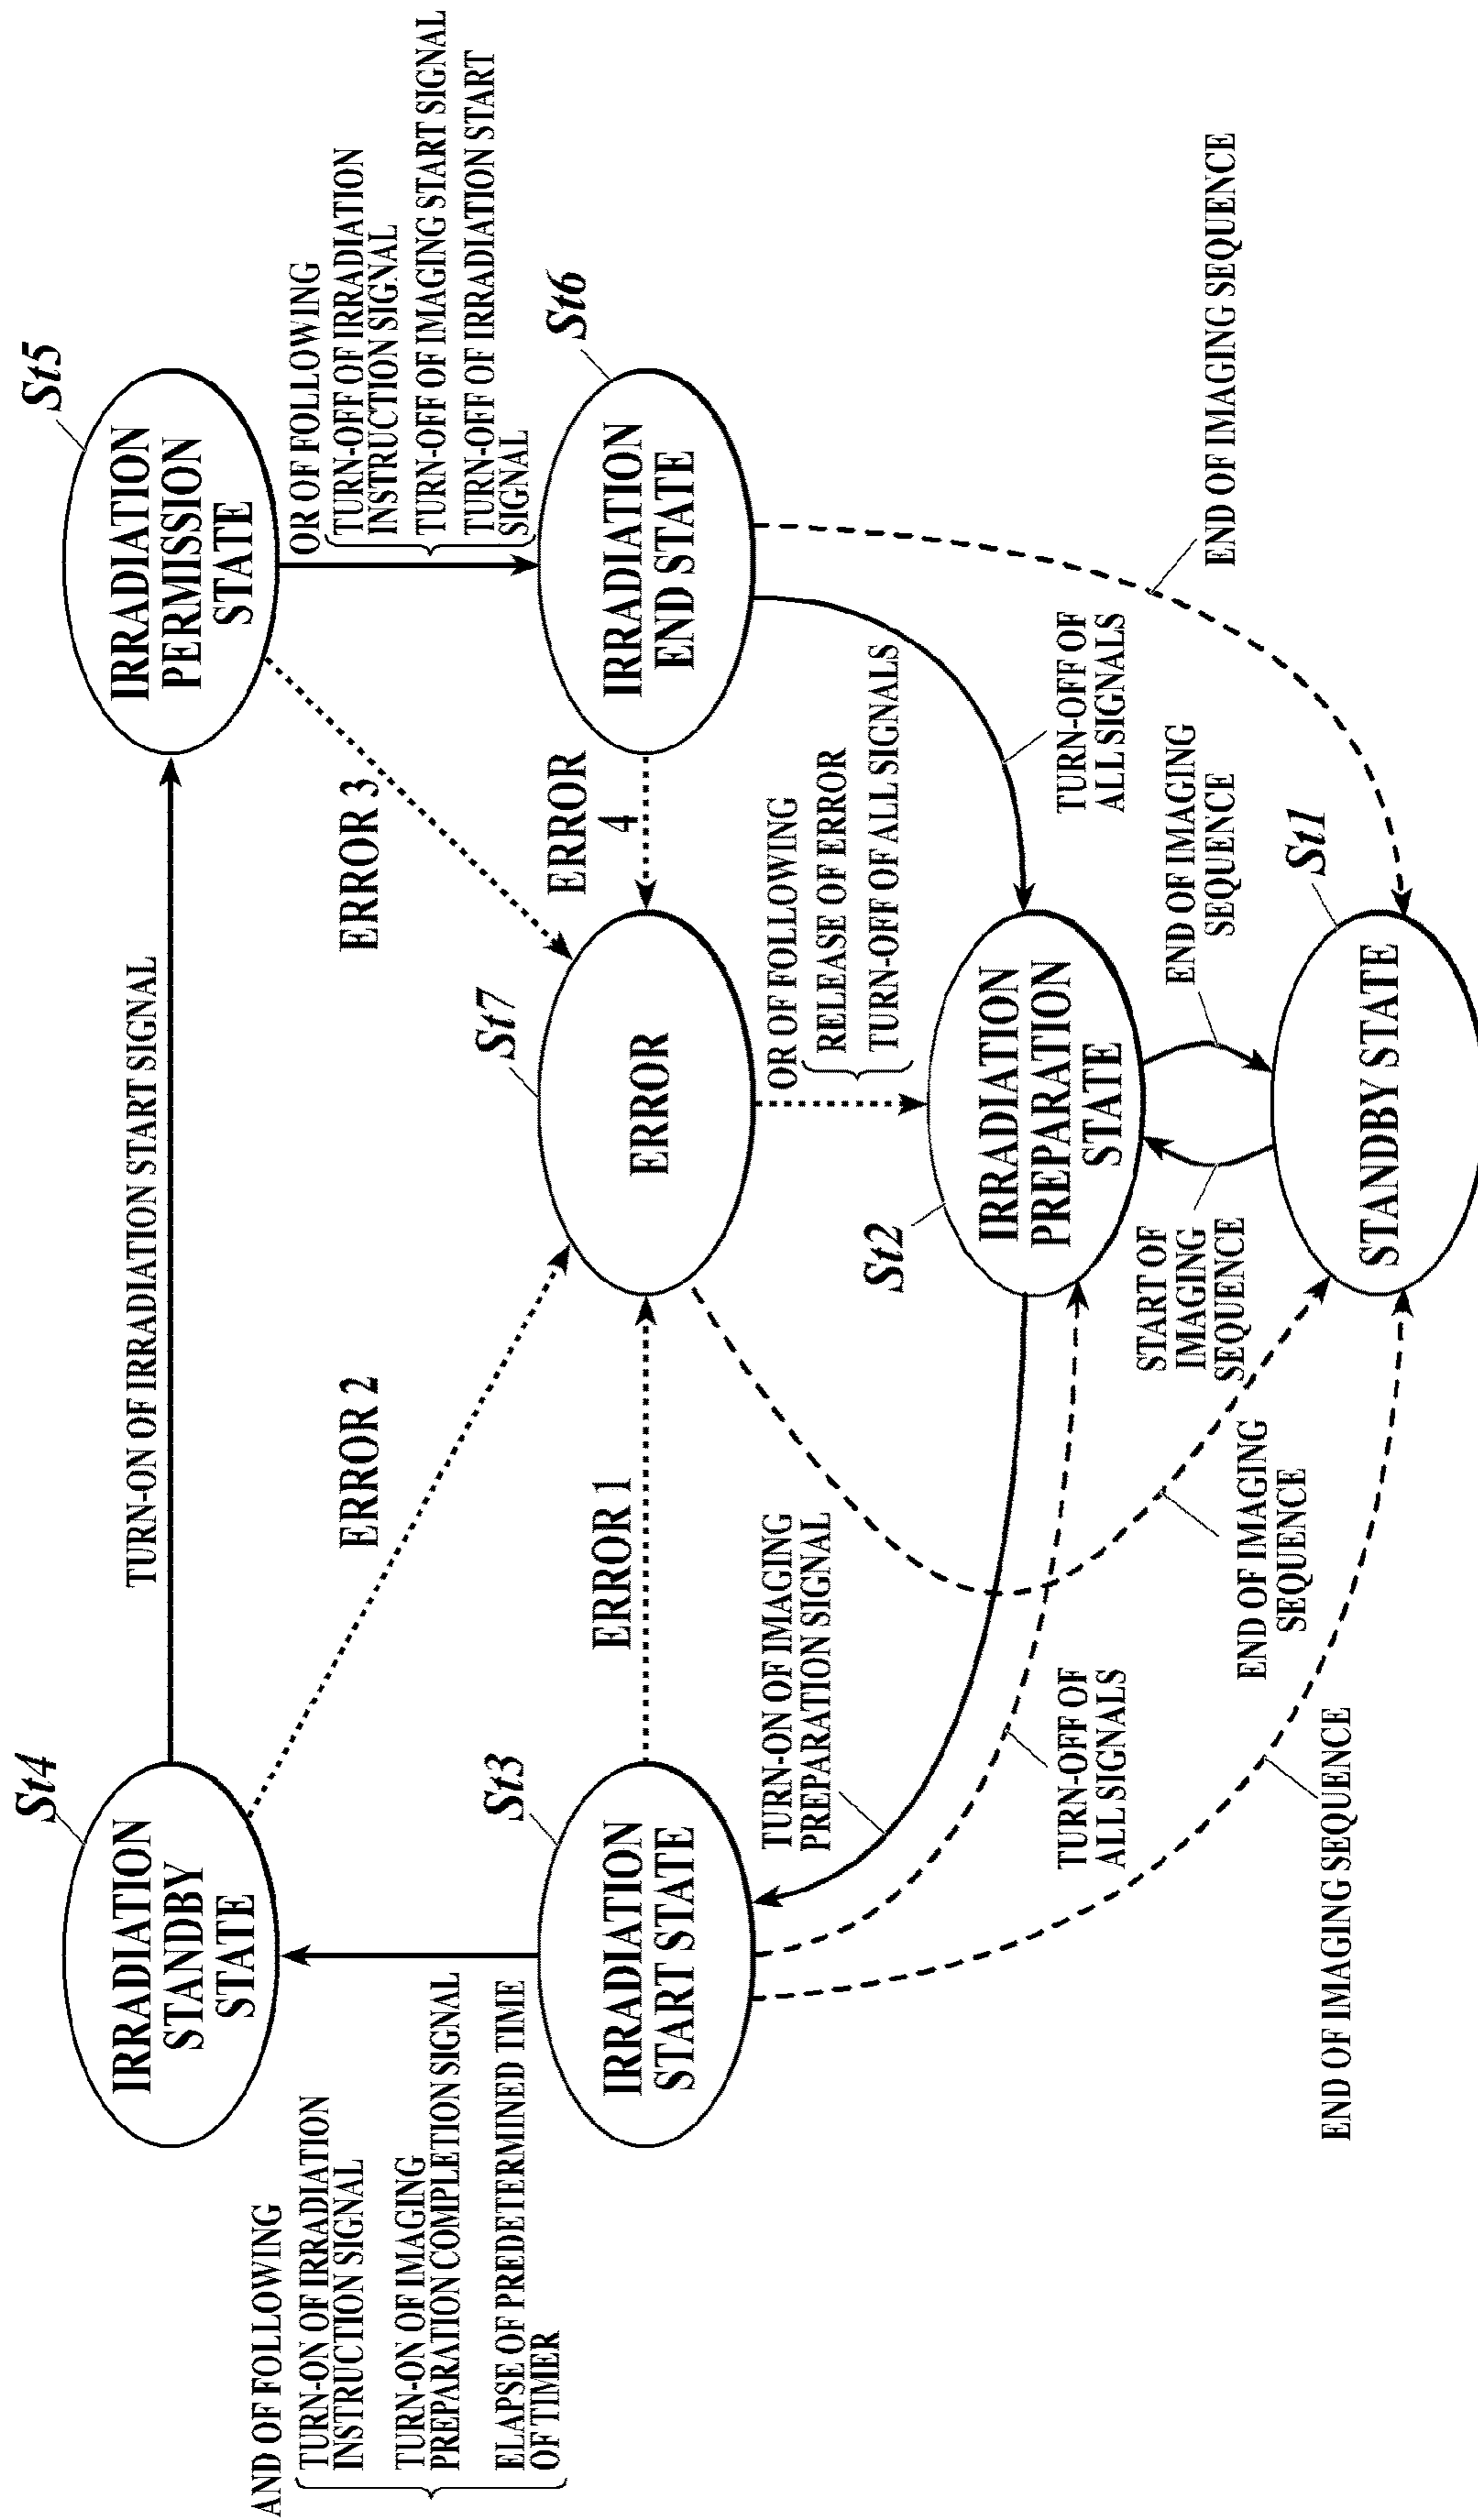 St4
IRRADIATION
STANDBY
STATE
TURN-ON OF IRRADIATION START SIGNAL
St5
IRRADIATION
PERMISSION
STATE
AND OF FOLLOWING
TURN-ON OF IRRADIATION
INSTRUCTION SIGNAL
TURN-ON OF IMAGING
PREPARATION COMPLETION SIGNAL
ELAPSE OF PREDETERMINED TIME
OF TIMER
ERROR 2
ERROR 3
OR OF FOLLOWING
TURN-OFF OF IRRADIATION
INSTRUCTION SIGNAL
TURN-OFF OF IMAGING START SIGNAL
TURN-OFF OF IRRADIATION START
SIGNAL
St3
IRRADIATION
START STATE
ERROR 1
St7
ERROR
ERROR
4
St6
IRRADIATION
END STATE
TURN-ON OF IMAGING
PREPARATION SIGNAL
OR OF FOLLOWING
RELEASE OF ERROR
TURN-OFF OF ALL SIGNALS
St2
IRRADIATION
PREPARATION
STATE
TURN-OFF OF
ALL SIGNALS
TURN-OFF OF
ALL SIGNALS
START OF
IMAGING
SEQUENCE
END OF IMAGING
SEQUENCE
END OF IMAGING SEQUENCE
END OF IMAGING
SEQUENCE
END OF IMAGING SEQUENCE
St1
STANDBY STATE